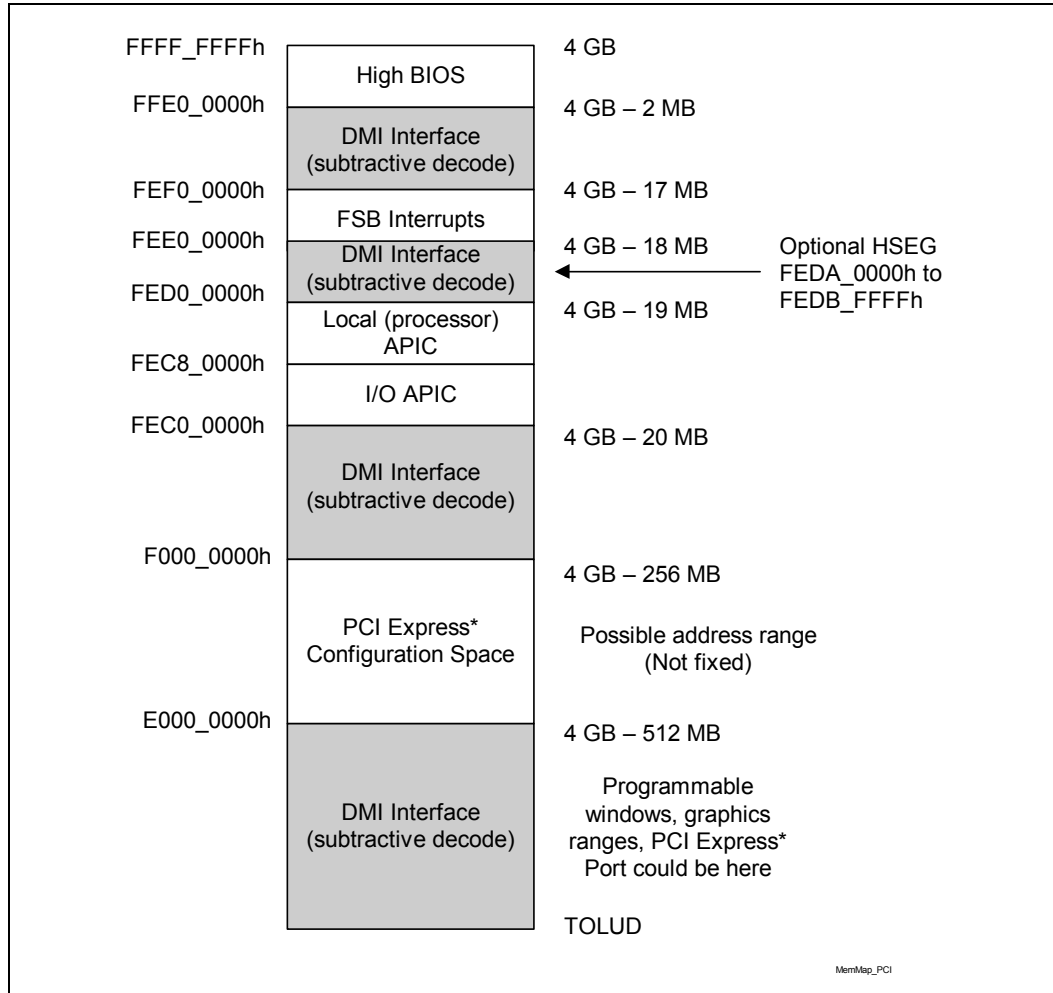 FFFF_FFFFh
4 GB
High BIOS
FFE0_0000h
4 GB – 2 MB
DMI Interface
(subtractive decode)
FEF0_0000h
4 GB – 17 MB
FSB Interrupts
FEE0_0000h
4 GB – 18 MB
DMI Interface
(subtractive decode)
Optional HSEG
FEDA_0000h to
FEDB_FFFFh
FED0_0000h
4 GB – 19 MB
Local (processor)
APIC
FEC8_0000h
I/O APIC
FEC0_0000h
4 GB – 20 MB
DMI Interface
(subtractive decode)
F000_0000h
4 GB – 256 MB
PCI Express*
Configuration Space
Possible address range
(Not fixed)
E000_0000h
4 GB – 512 MB
DMI Interface
(subtractive decode)
Programmable
windows, graphics
ranges, PCI Express*
Port could be here
TOLUD
MemMap_PCI